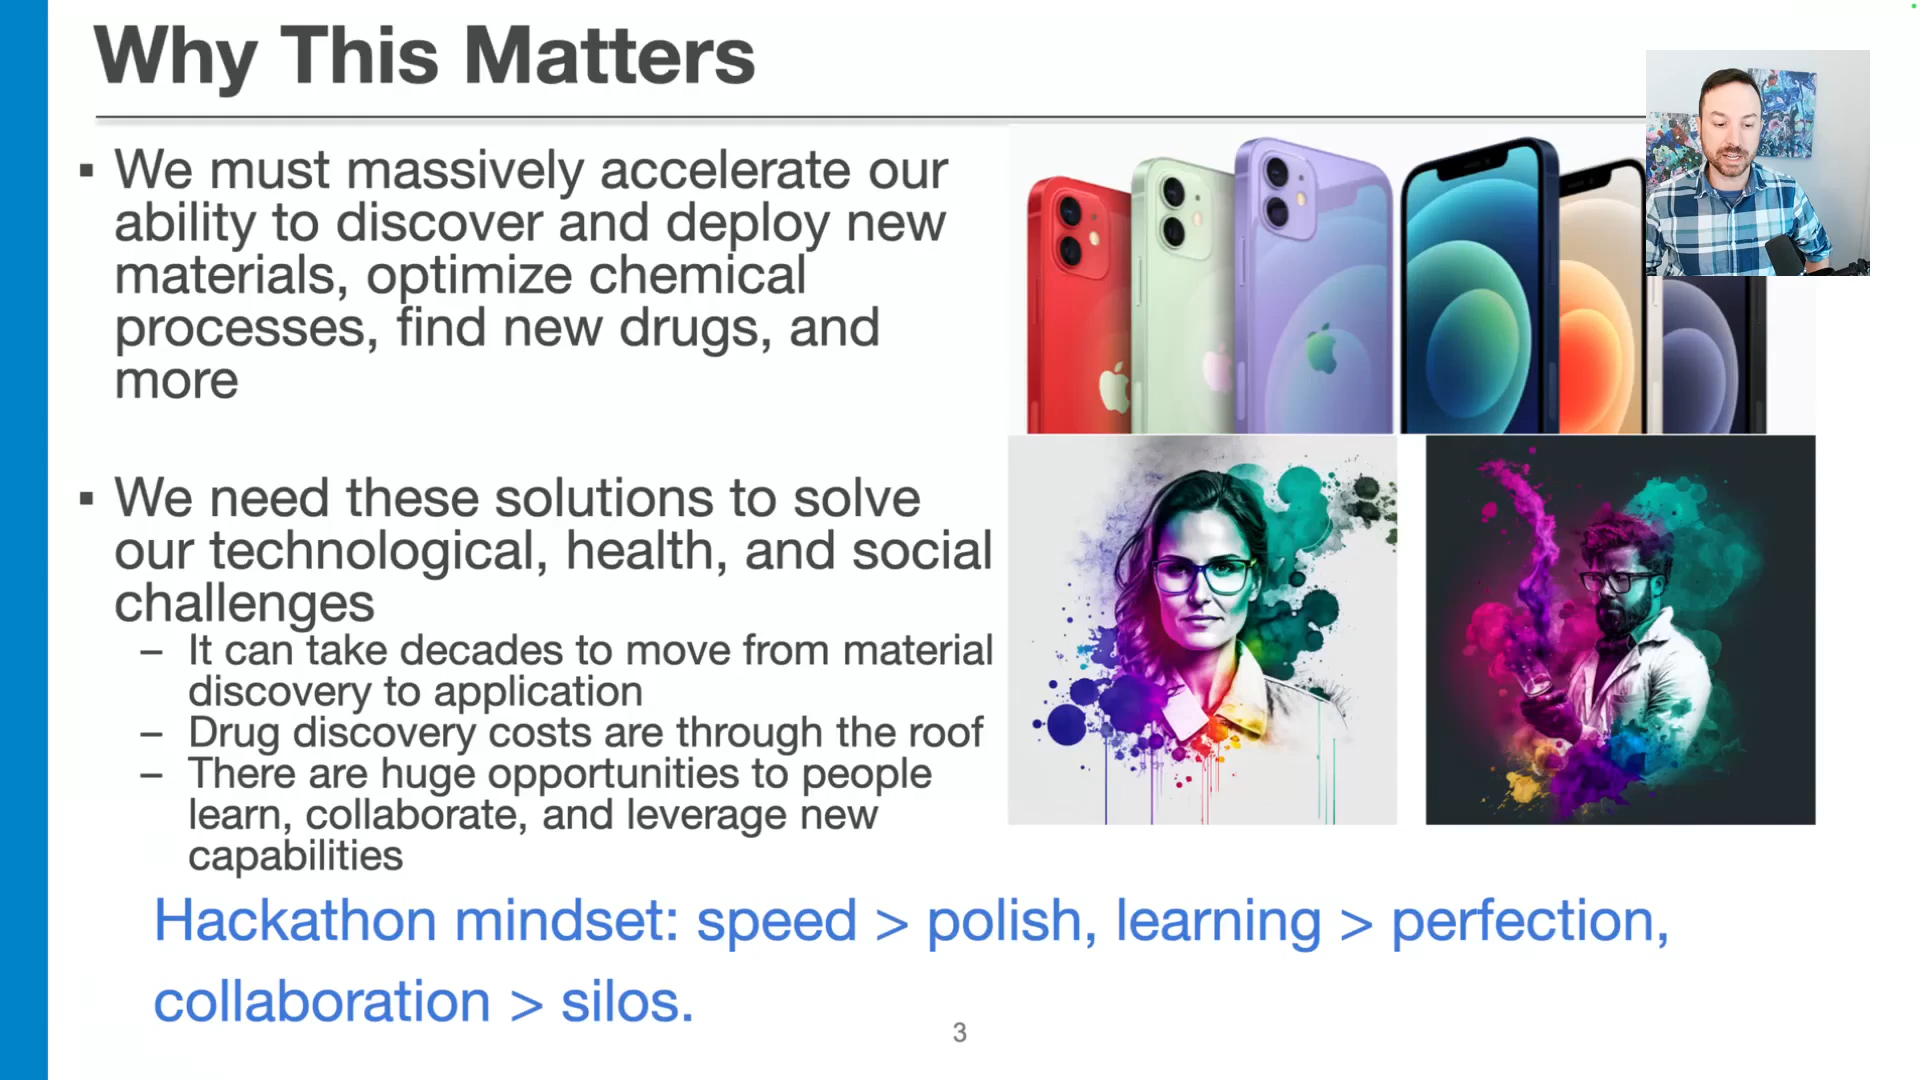 Why This Matters
▪ We must massively accelerate our
ability to discover and deploy new
materials, optimize chemical
processes, find new drugs, and
more
▪ We need these solutions to solve
our technological, health, and social
challenges
– It can take decades to move from material
discovery to application
– Drug discovery costs are through the roof
– There are huge opportunities to people
learn, collaborate, and leverage new
capabilities
Hackathon mindset: speed > polish, learning > perfection,
collaboration > silos.
3